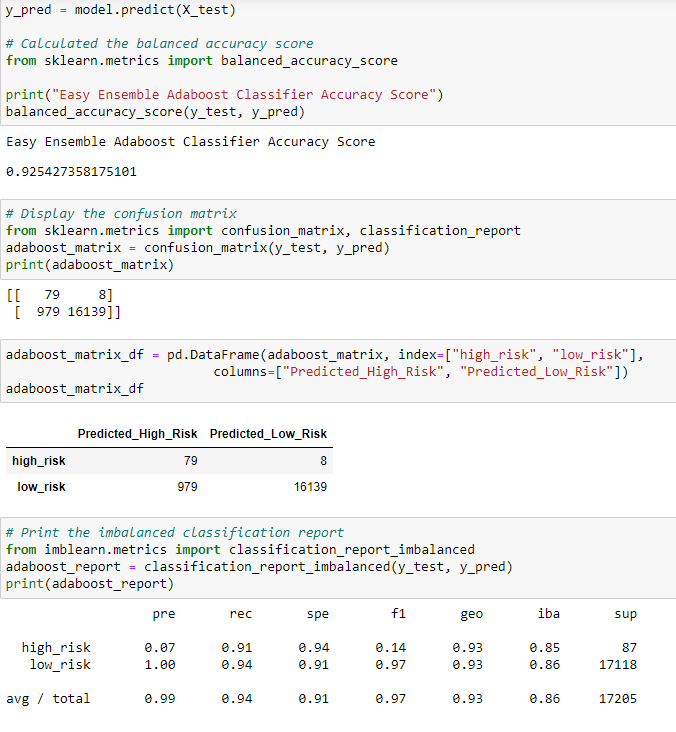 y_pred = model.predict(X_test)
# Calculated the balanced accuracy score
from sklearn.metrics import balanced_accuracy_score
print("Easy Ensemble Adaboost Classifier Accuracy Score")
balanced_accuracy_score(y_test, y_pred)
Easy Ensemble Adaboost Classifier Accuracy Score
0.925427358175101
# Display the confusion matrix
from sklearn.metrics import confusion_matrix, classification_report
adaboost_matrix = confusion_matrix(y_test, y_pred)
print(adaboost_matrix)
[[   79     8]
 [  979 16139]]
adaboost_matrix_df = pd.DataFrame(adaboost_matrix, index=["high_risk", "low_risk"],
                           columns=["Predicted_High_Risk", "Predicted_Low_Risk"])
adaboost_matrix_df
Predicted_High_Risk Predicted_Low_Risk
high_risk 79 8
low_risk 979 16139
# Print the imbalanced classification report
from imblearn.metrics import classification_report_imbalanced
adaboost_report = classification_report_imbalanced(y_test, y_pred)
print(adaboost_report)
                   pre       rec       spe        f1       geo       iba       sup
  high_risk       0.07      0.91      0.94      0.14      0.93      0.85        87
   low_risk       1.00      0.94      0.91      0.97      0.93      0.86     17118
avg / total       0.99      0.94      0.91      0.97      0.93      0.86     17205